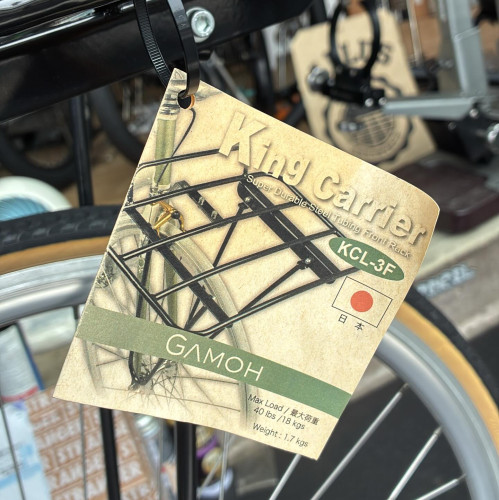 King Carrier
Super Durable Steel Tubing Front Rack
KCL-3F
日本
GAMOH
Max Load / 最大荷重
40 lbs /18 kgs
Weight : 1.7 kgs